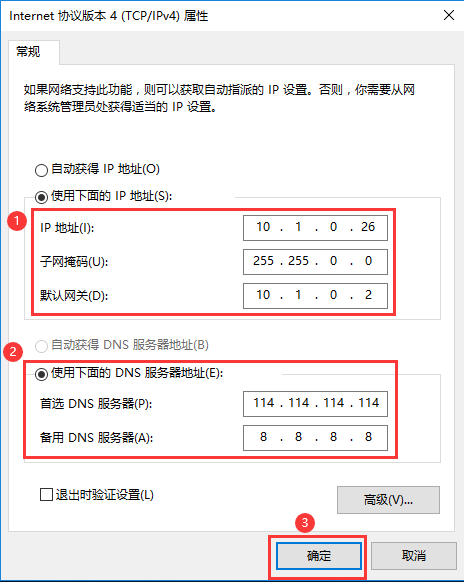 Internet 协议版本 4 (TCP/IPv4) 属性
常规
如果网络支持此功能，则可以获取自动指派的 IP 设置。否则，你需要从网
络系统管理员处获得适当的 IP 设置。
自动获得 IP 地址(O)
使用下面的 IP 地址(S):
1
IP 地址(I): 10 . 1 . 0 . 26
子网掩码(U): 255 . 255 . 0 . 0
默认网关(D): 10 . 1 . 0 . 2
自动获得 DNS 服务器地址(B)
2
使用下面的 DNS 服务器地址(E):
首选 DNS 服务器(P): 114 . 114 . 114 . 114
备用 DNS 服务器(A): 8 . 8 . 8 . 8
退出时验证设置(L)
高级(V)...
3
确定 取消